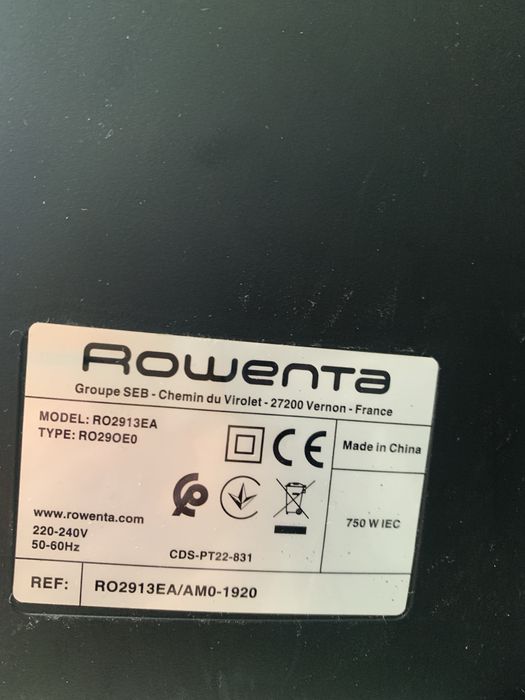 Rowenta
Groupe SEB - Chemin du Virolet - 27200 Vernon - France
MODEL: RO2913EA
TYPE: RO29OE0
CE
Made in China
www.rowenta.com
220-240V
50-60Hz
CDS-PT22-831
750 W IEC
REF: RO2913EA/AM0-1920